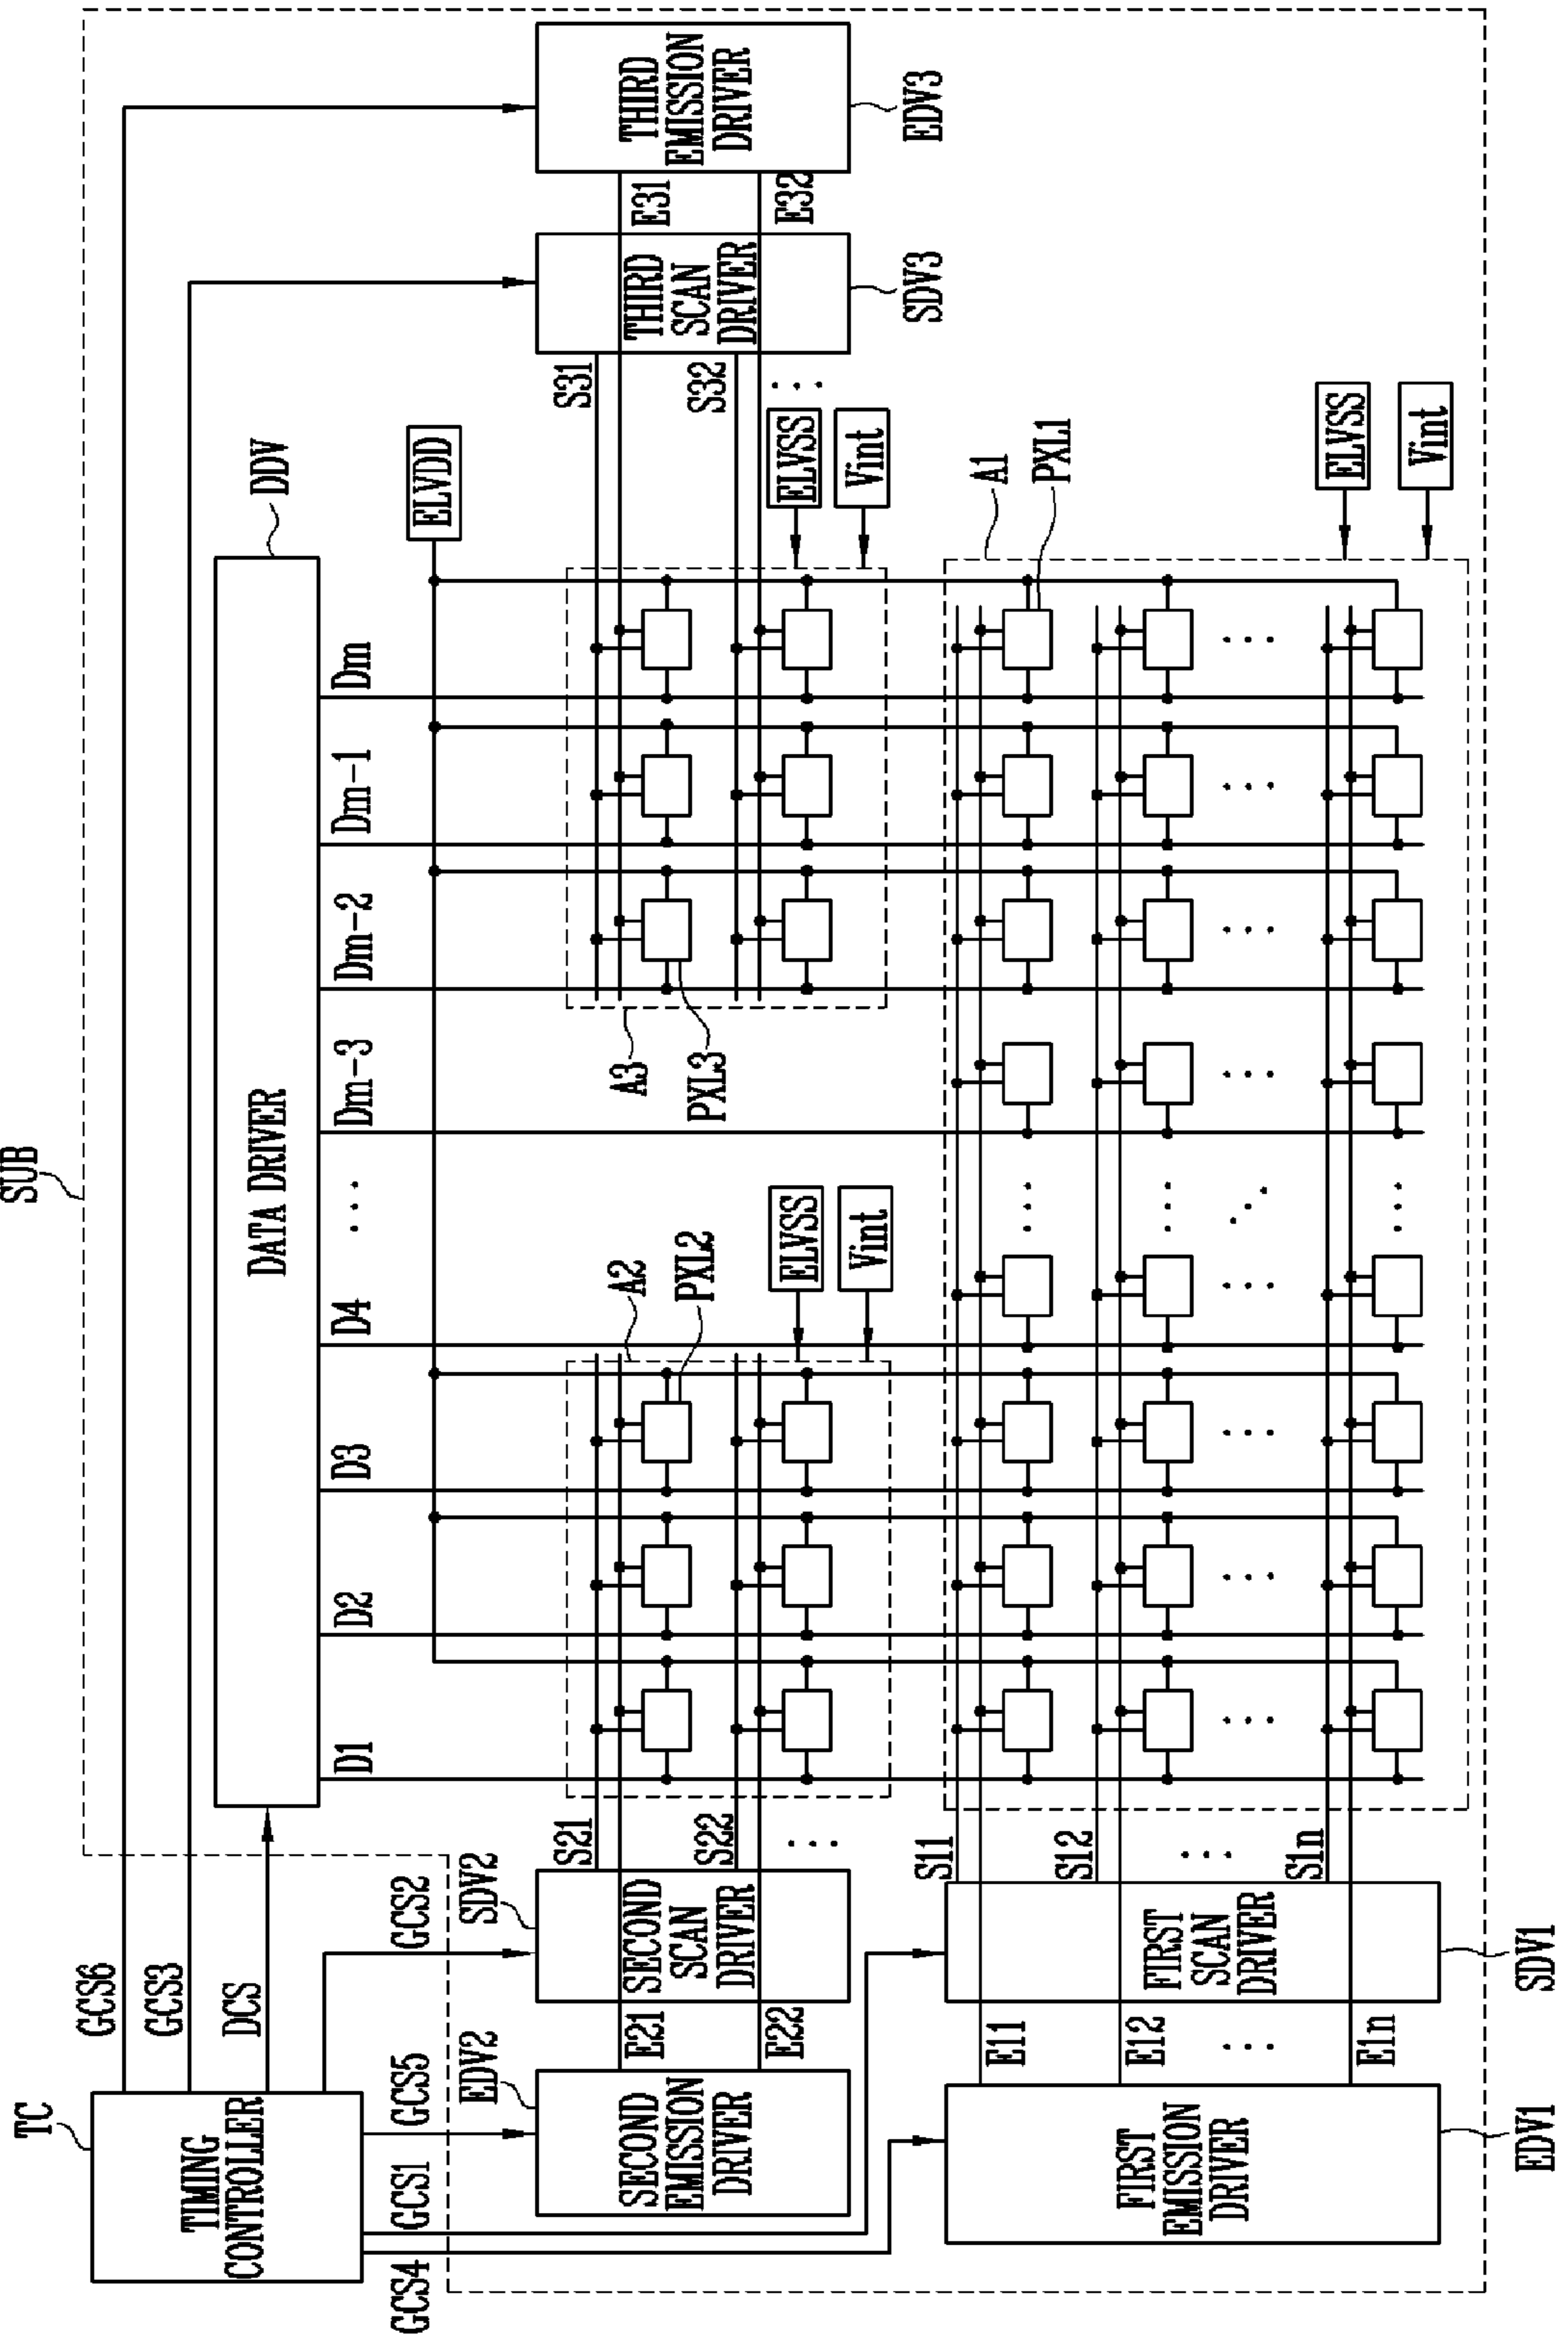 SUB
TC
TIMING
CONTROLLER
GCS6
GCS3
DCS
GCS2
GCS5
GCS1
GCS4
DATA DRIVER
DDV
D1
D2
D3
D4
...
Dm-3
Dm-2
Dm-1
Dm
ELVDD
EDV2
SECOND
EMISSION
DRIVER
E21
E22
SDV2
SECOND
SCAN
DRIVER
S21
S22
...
A2
PXL2
ELVSS
Vint
A3
PXL3
ELVSS
Vint
S31
S32
...
THIRD
SCAN
DRIVER
SDV3
E31
E32
THIRD
EMISSION
DRIVER
EDV3
FIRST
EMISSION
DRIVER
EDV1
E11
E12
...
E1n
FIRST
SCAN
DRIVER
SDV1
S11
S12
...
S1n
A1
PXL1
ELVSS
Vint